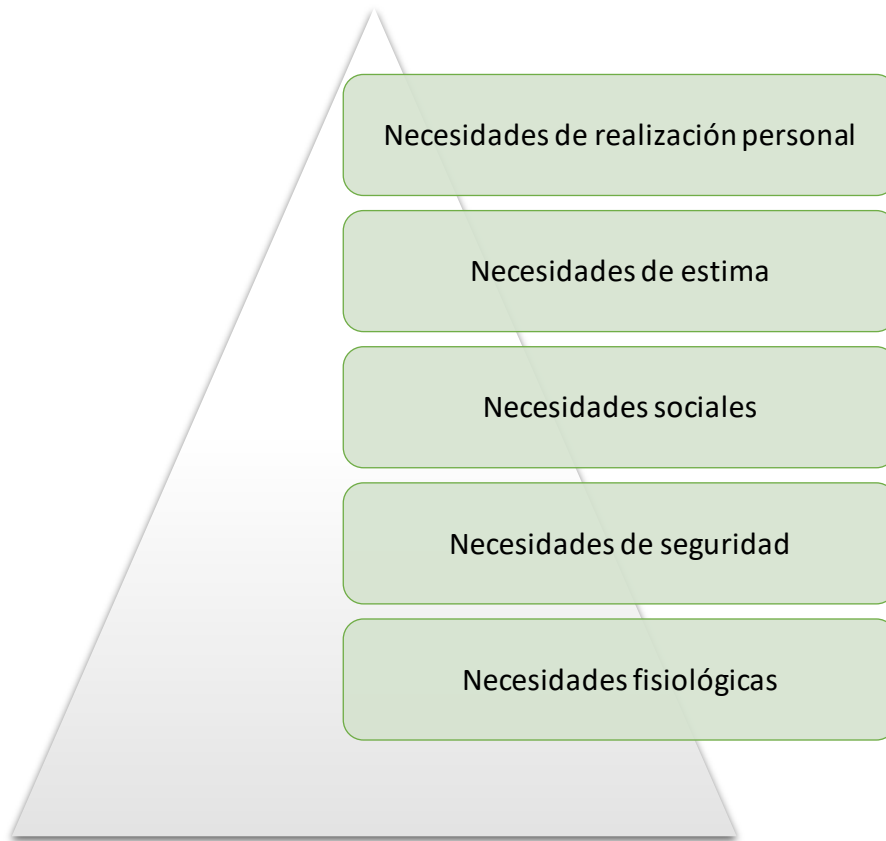 Necesidades de realización personal
Necesidades de estima
Necesidades sociales
Necesidades de seguridad
Necesidades fisiológicas